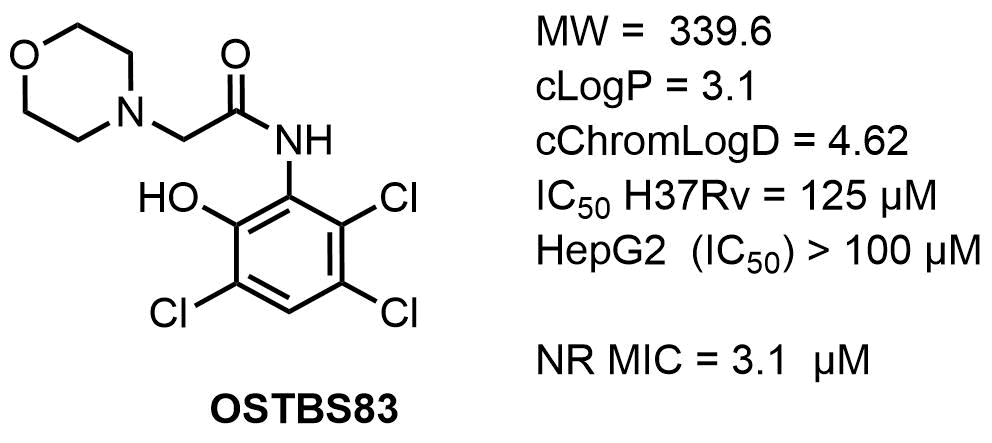 MW = 339.6
cLogP = 3.1
cChromLogD = 4.62
IC50 H37Rv = 125 µM
HepG2 (IC50) > 100 µM
NR MIC = 3.1 µM
O
O
N
NH
HO
Cl
Cl
Cl
OSTBS83